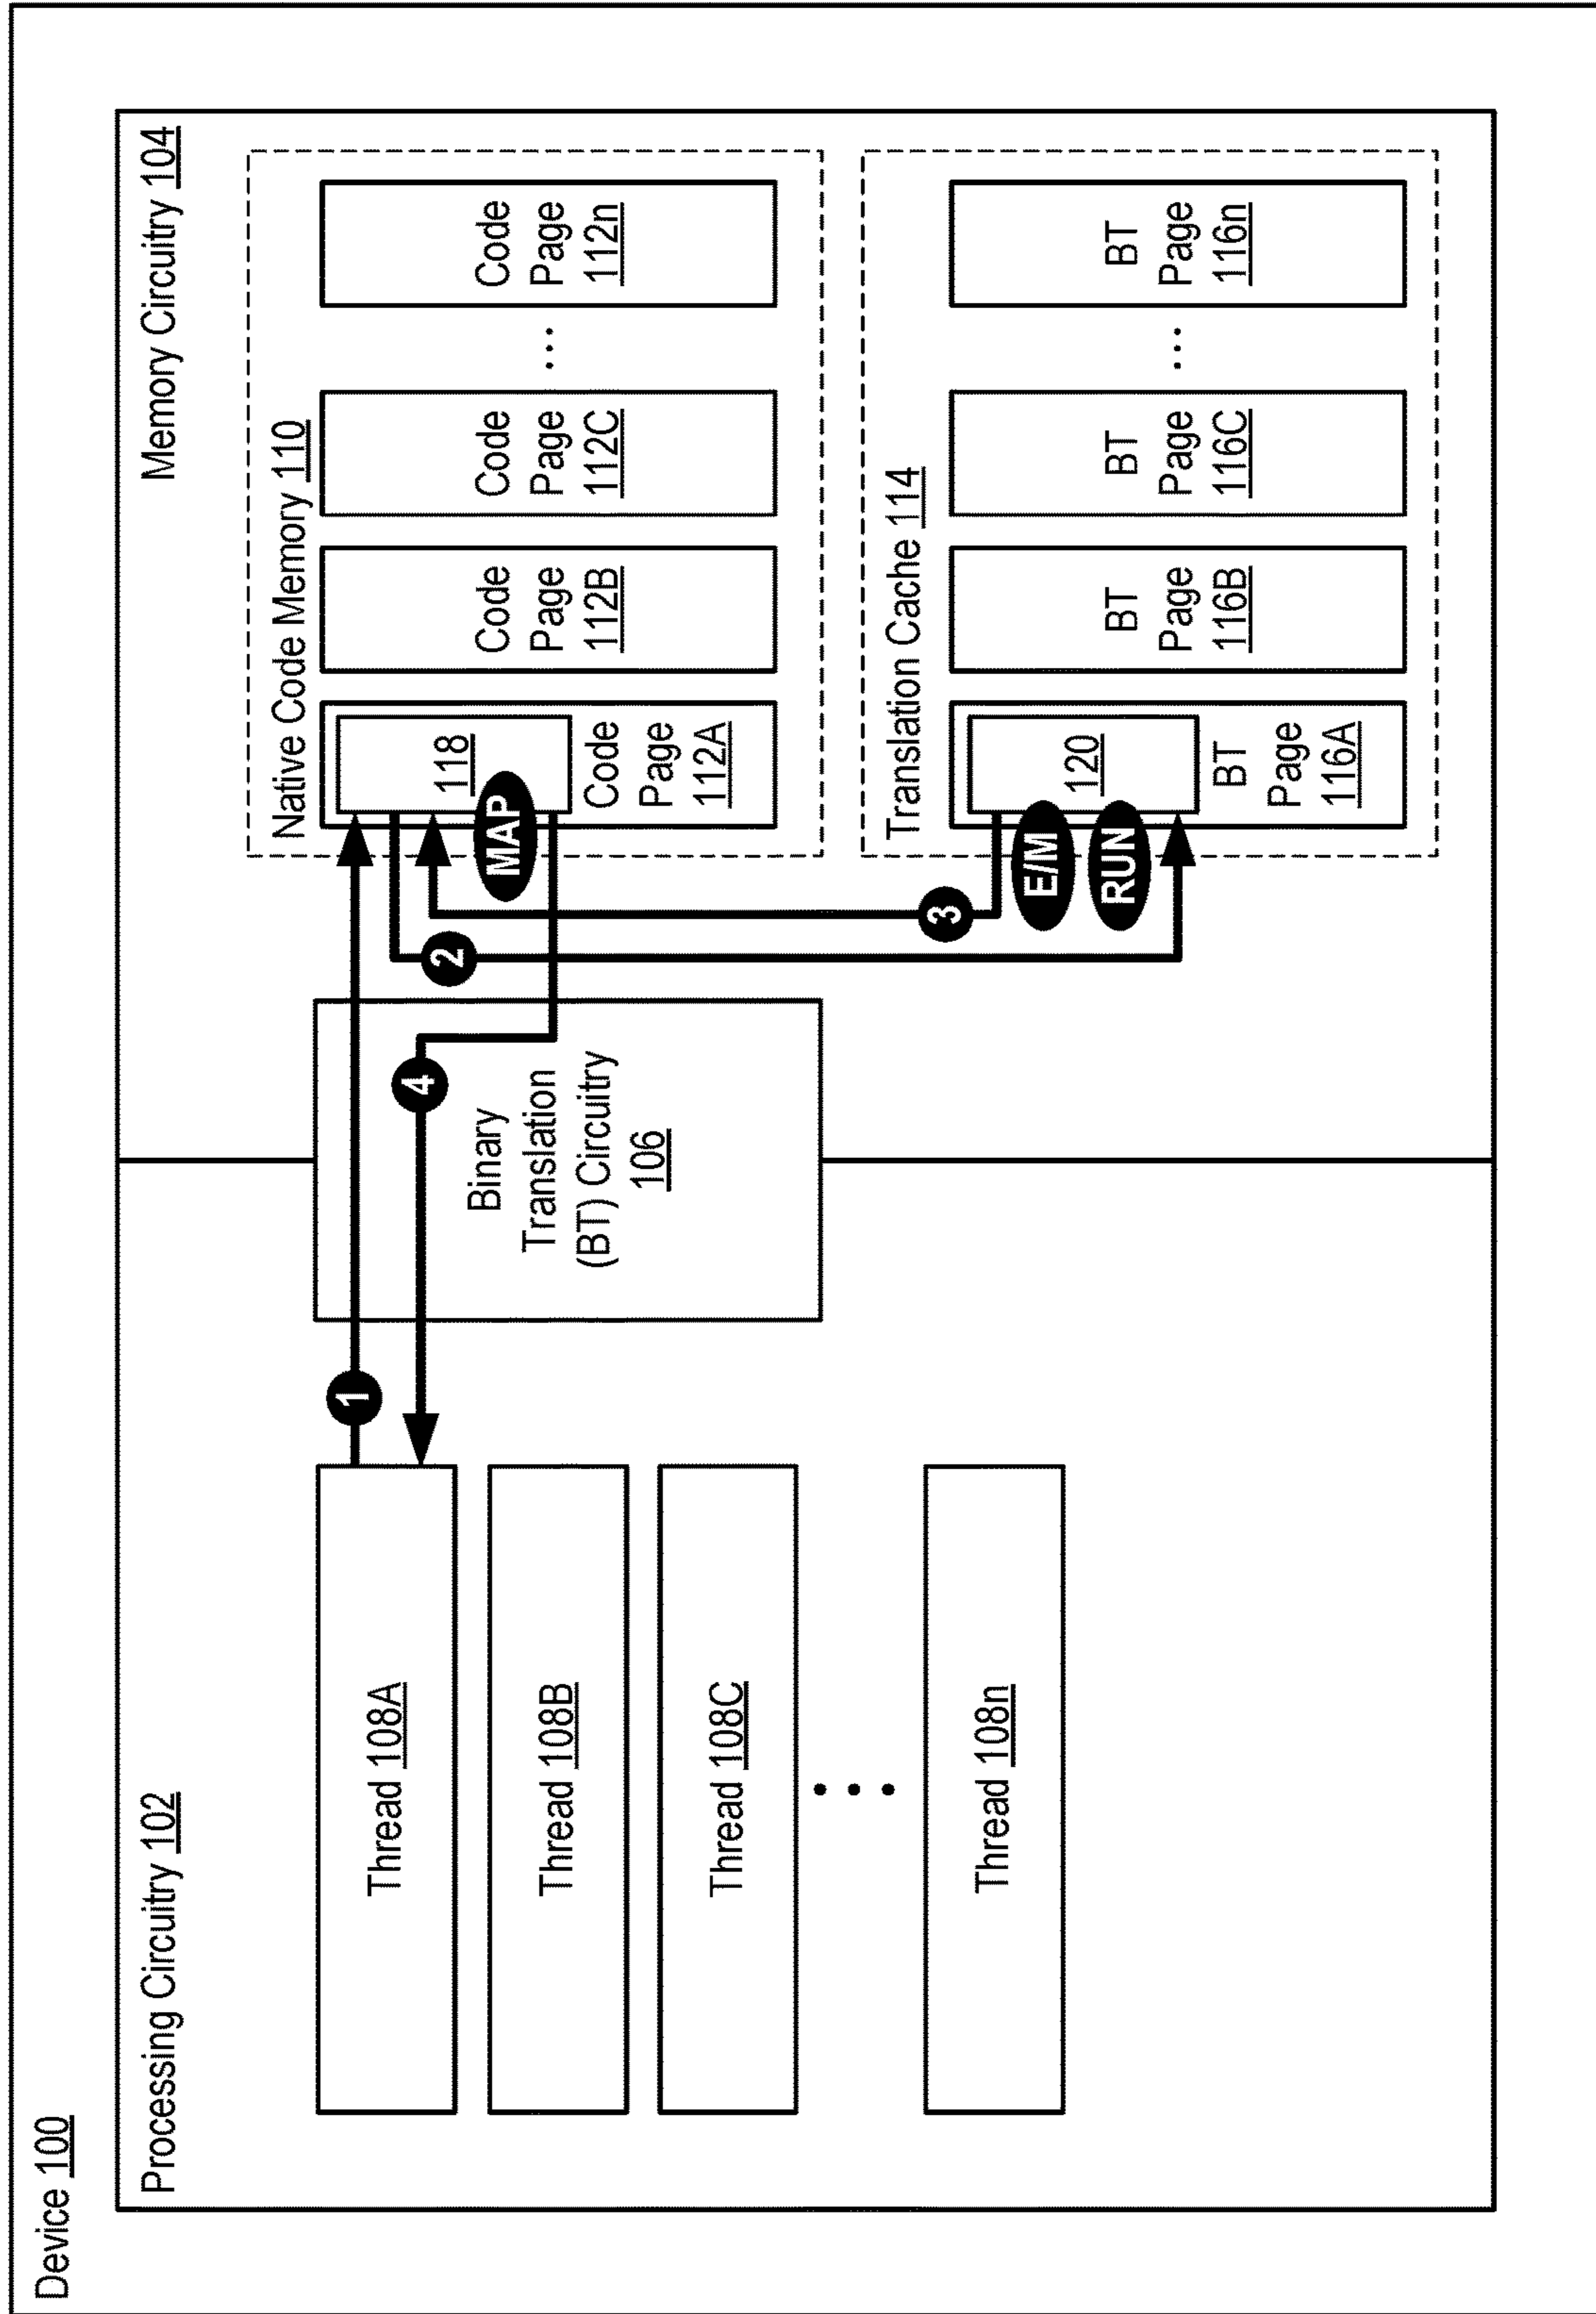 Device 100
Processing Circuitry 102
Memory Circuitry 104
Thread 108A
Thread 108B
Thread 108C
...
Thread 108n
1
4
Binary
Translation
(BT) Circuitry
106
2
3
Native Code Memory 110
118
MAP
Code
Page
112A
Code
Page
112B
Code
Page
112C
...
Code
Page
112n
Translation Cache 114
120
E/M
RUN
BT
Page
116A
BT
Page
116B
BT
Page
116C
...
BT
Page
116n